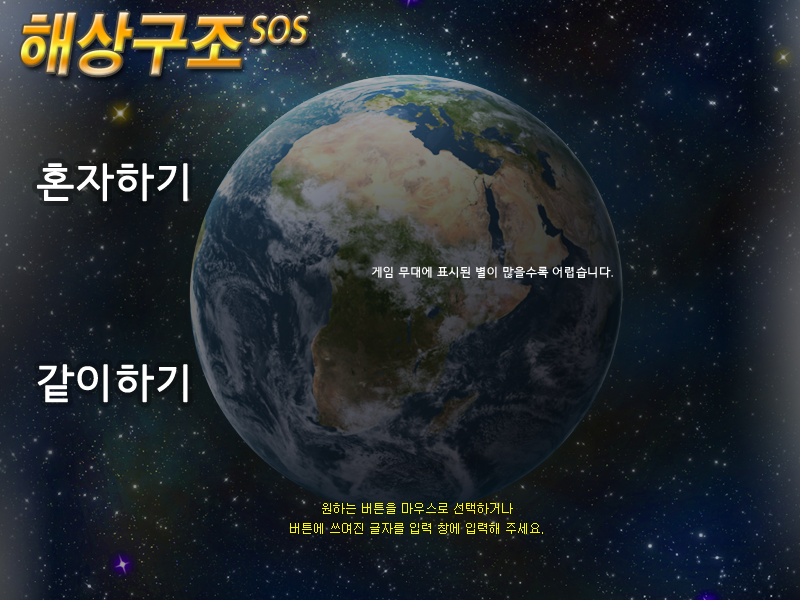 해상구조 SOS
혼자하기
게임 무대에 표시된 별이 많을수록 어렵습니다.
같이하기
원하는 버튼을 마우스로 선택하거나
버튼에 쓰여진 글자를 입력 창에 입력해 주세요.